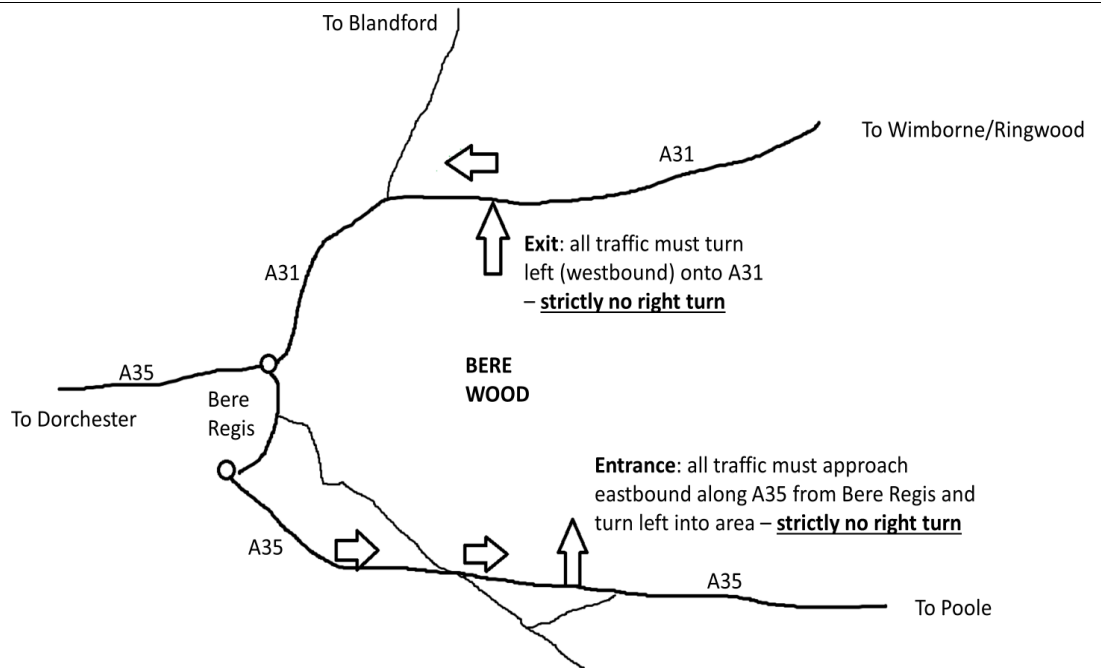 To Blandford
To Wimborne/Ringwood
A31
Exit: all traffic must turn
left (westbound) onto A31
– strictly no right turn
A31
A35
BERE
WOOD
Bere
Regis
To Dorchester
Entrance: all traffic must approach
eastbound along A35 from Bere Regis and
turn left into area – strictly no right turn
A35
A35
To Poole